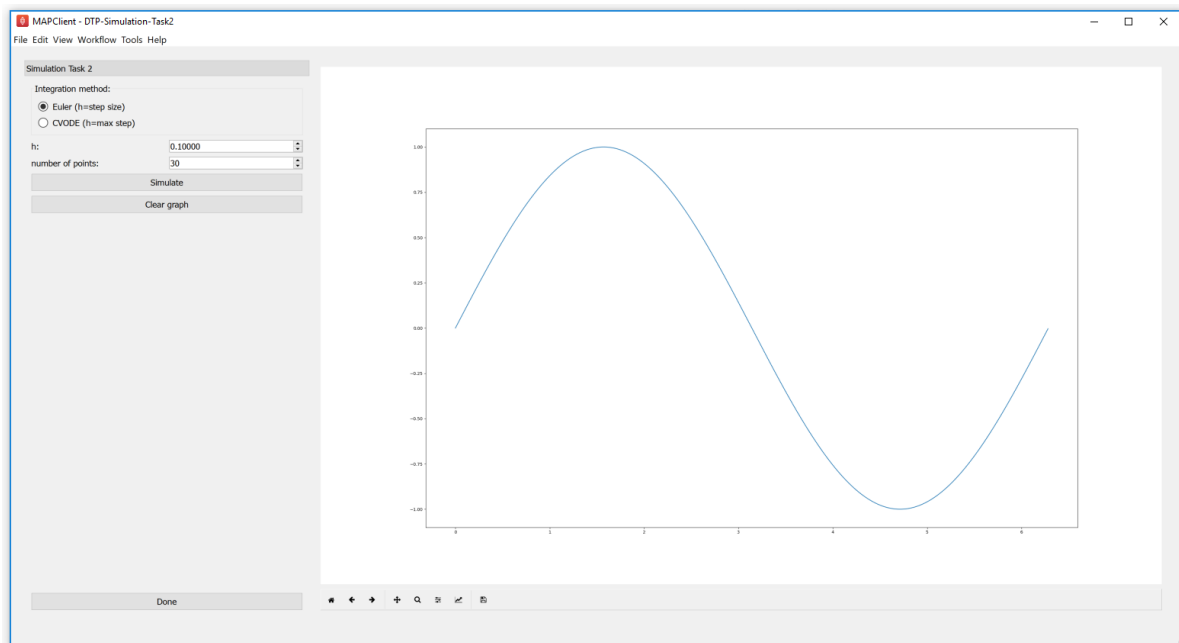 MAPClient - DTP-Simulation-Task2
File Edit View Workflow Tools Help
Simulation Task 2
Integration method:
Euler (h=step size)
CVODE (h=max step)
h: 0.10000
number of points: 30
Simulate
Clear graph
1.00
0.75
0.50
0.25
0.00
−0.25
−0.50
−0.75
−1.00
0 1 2 3 4 5 6
Done